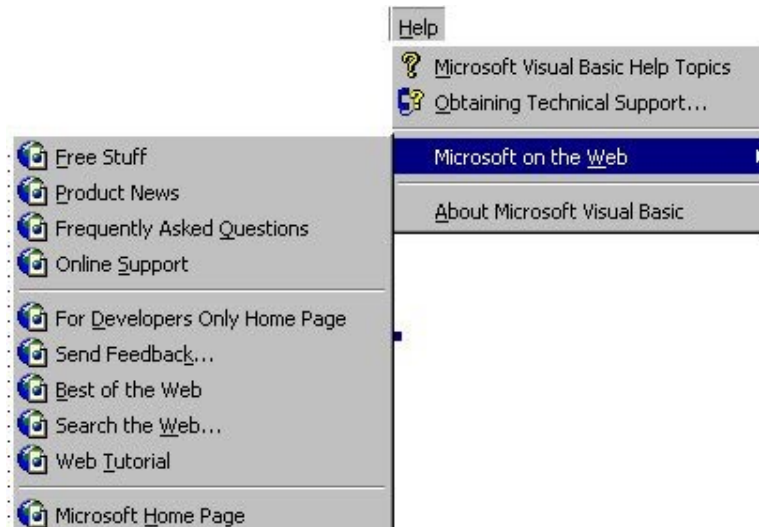 Help
Microsoft Visual Basic Help Topics
Obtaining Technical Support...
Microsoft on the Web
About Microsoft Visual Basic
Free Stuff
Product News
Frequently Asked Questions
Online Support
For Developers Only Home Page
Send Feedback...
Best of the Web
Search the Web...
Web Tutorial
Microsoft Home Page